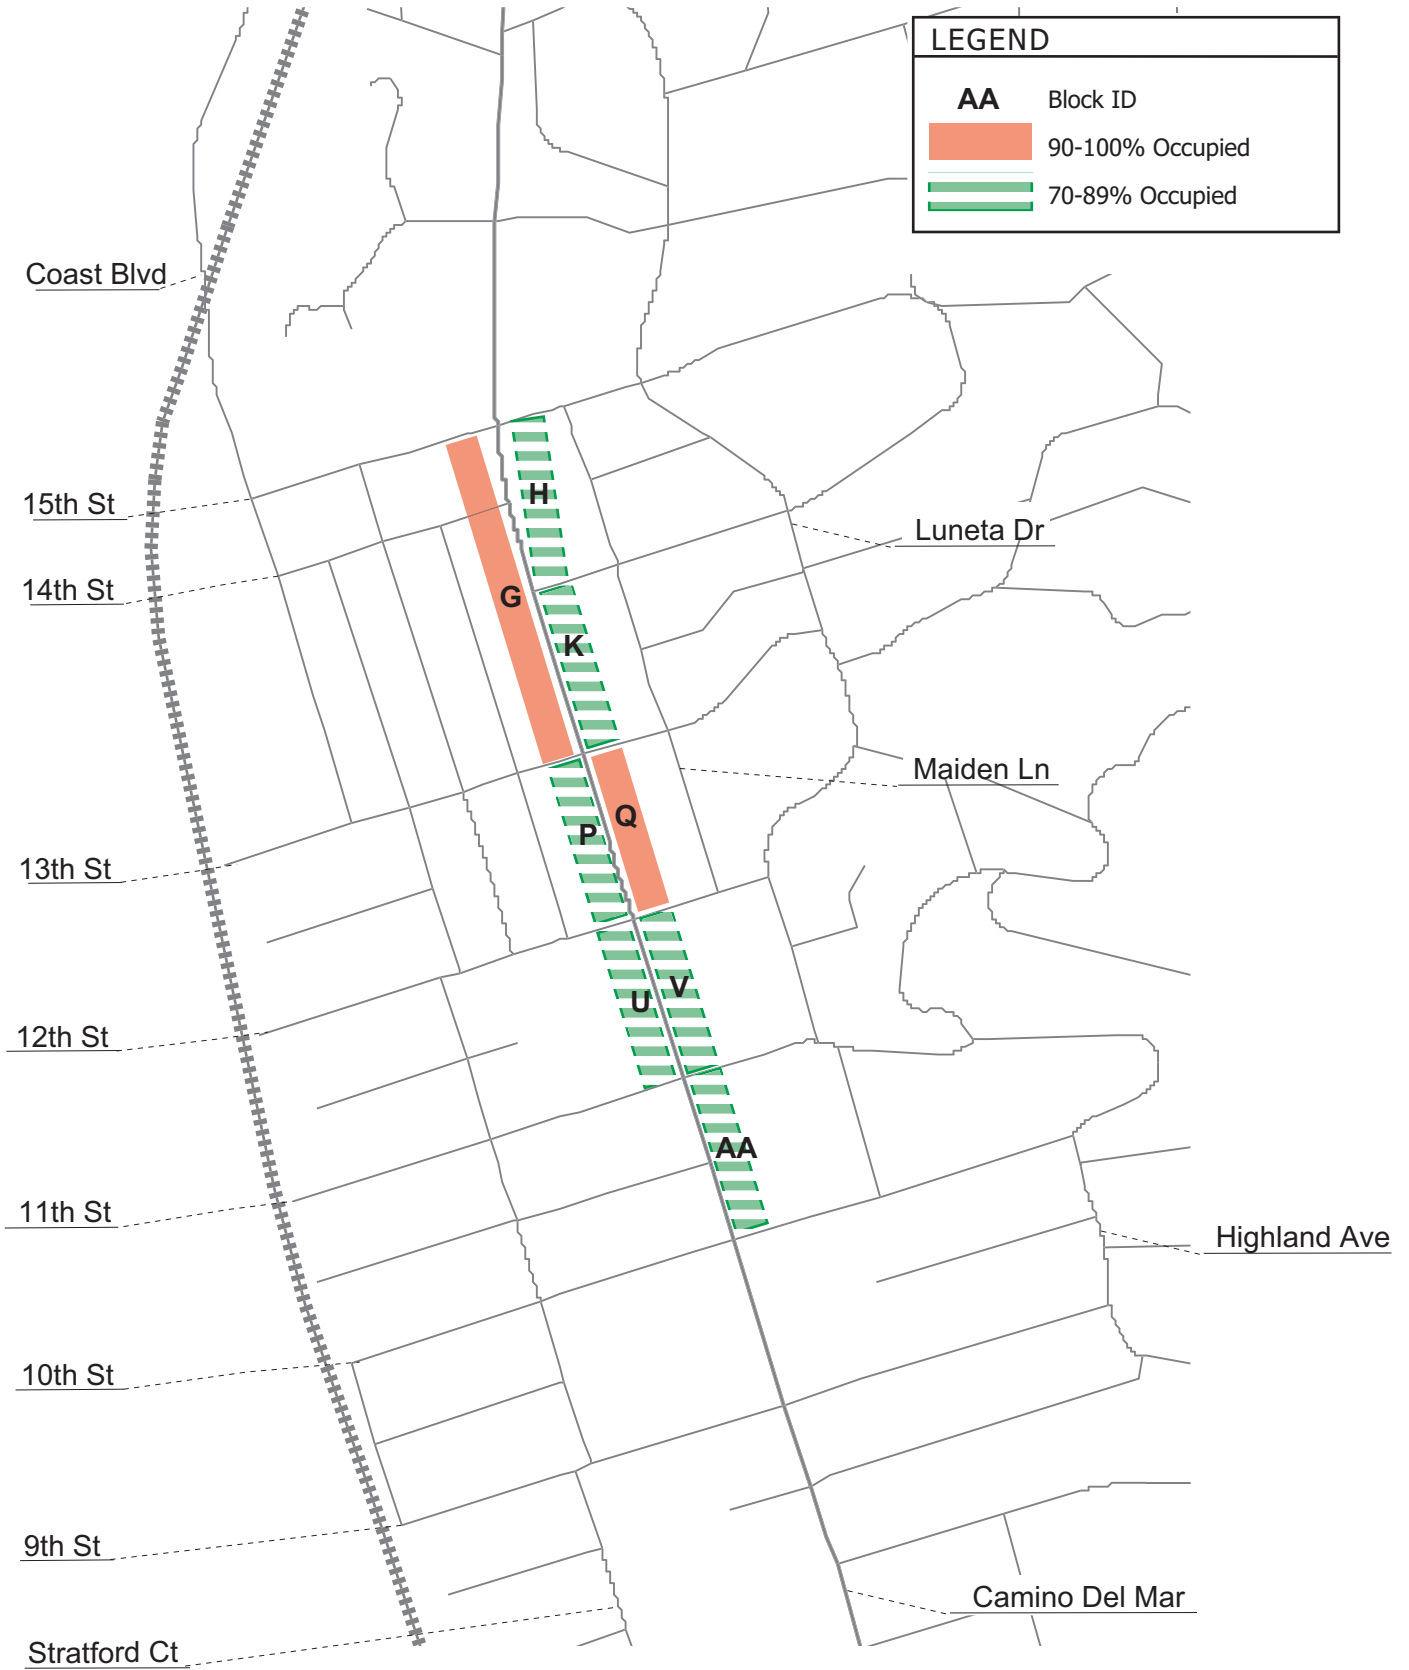 LEGEND
AA Block ID
90-100% Occupied
70-89% Occupied
Coast Blvd
15th St
H
Luneta Dr
14th St
G
K
Maiden Ln
Q
P
13th St
V
U
12th St
AA
11th St
Highland Ave
10th St
9th St
Camino Del Mar
Stratford Ct